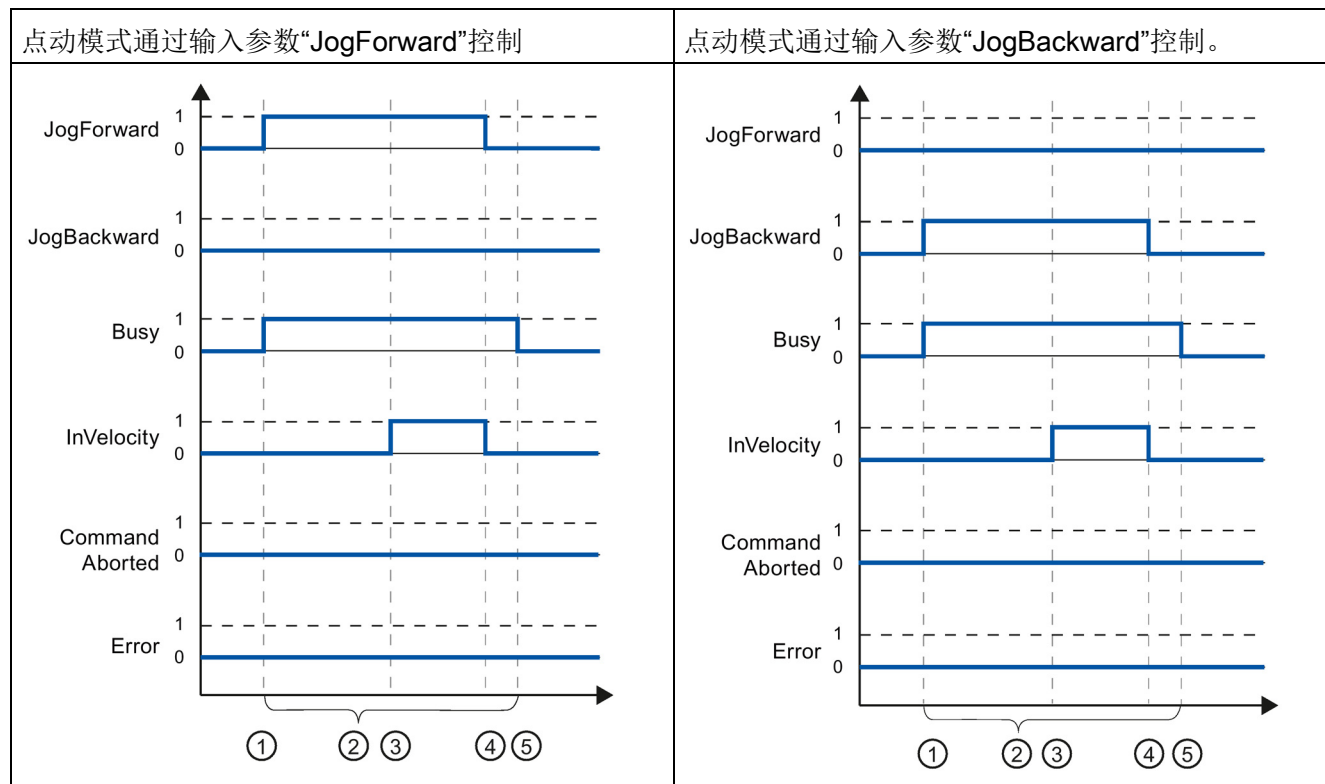 点动模式通过输入参数“JogForward”控制
1
JogForward
0
1
JogBackward
0
1
Busy
0
1
InVelocity
0
1
Command
Aborted
0
1
Error
0
① ② ③ ④ ⑤
点动模式通过输入参数“JogBackward”控制。
1
JogForward
0
1
JogBackward
0
1
Busy
0
1
InVelocity
0
1
Command
Aborted
0
1
Error
0
① ② ③ ④ ⑤